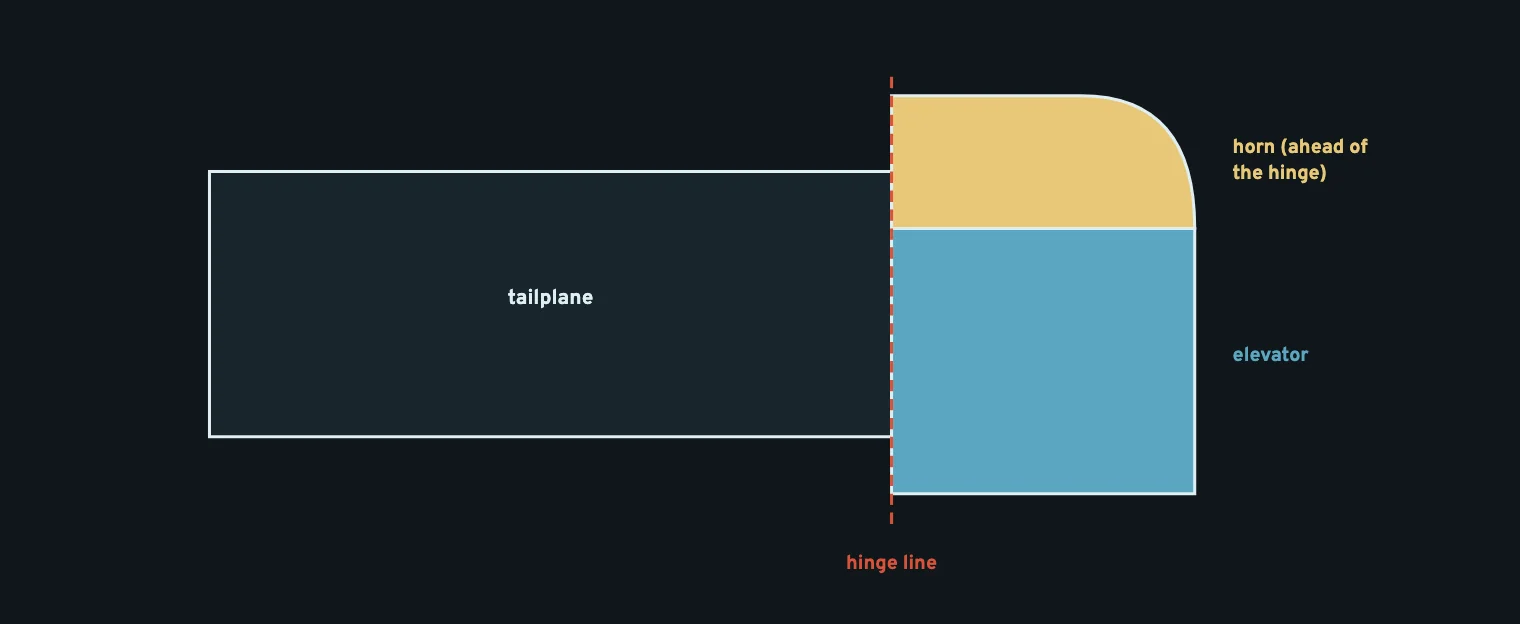 horn (ahead of
the hinge)
tailplane
elevator
hinge line